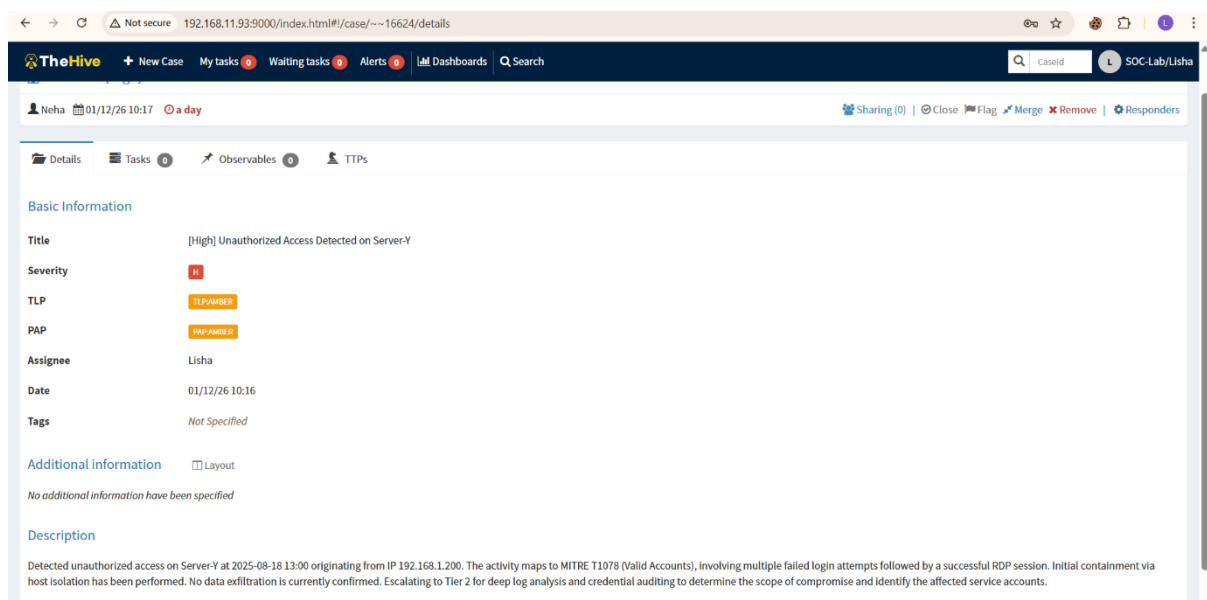 Not secure 192.168.11.93:9000/index.html#!/case/~~16624/details
L
TheHive + New Case My tasks 0 Waiting tasks 0 Alerts 0 Dashboards Search CaseId L SOC-Lab/Lisha
Neha 01/12/26 10:17 a day Sharing (0) | Close Flag Merge Remove | Responders
Details Tasks 0 Observables 0 TTPs
Basic Information
Title [High] Unauthorized Access Detected on Server-Y
Severity H
TLP TLP:AMBER
PAP PAP:AMBER
Assignee Lisha
Date 01/12/26 10:16
Tags Not Specified
Additional information Layout
No additional information have been specified
Description
Detected unauthorized access on Server-Y at 2025-08-18 13:00 originating from IP 192.168.1.200. The activity maps to MITRE T1078 (Valid Accounts), involving multiple failed login attempts followed by a successful RDP session. Initial containment via
host isolation has been performed. No data exfiltration is currently confirmed. Escalating to Tier 2 for deep log analysis and credential auditing to determine the scope of compromise and identify the affected service accounts.